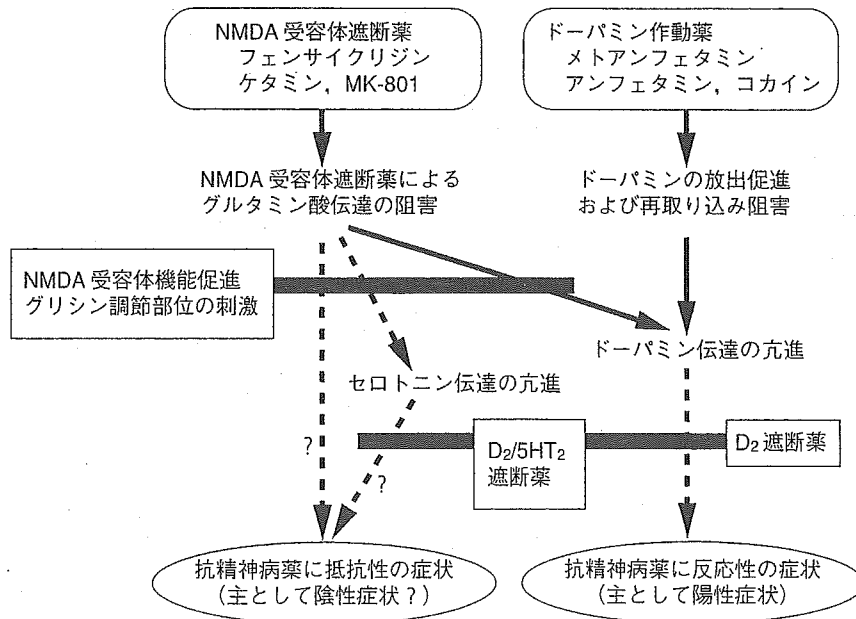 NMDA 受容体遮断薬
フェンサイクリジン
ケタミン，MK-801
ドーパミン作動薬
メトアンフェタミン
アンフェタミン，コカイン
NMDA 受容体遮断薬による
グルタミン酸伝達の阻害
ドーパミンの放出促進
および再取り込み阻害
NMDA 受容体機能促進
グリシン調節部位の刺激
ドーパミン伝達の亢進
セロトニン伝達の亢進
?
D₂/5HT₂
遮断薬
D₂ 遮断薬
?
抗精神病薬に抵抗性の症状
（主として陰性症状？）
抗精神病薬に反応性の症状
（主として陽性症状）